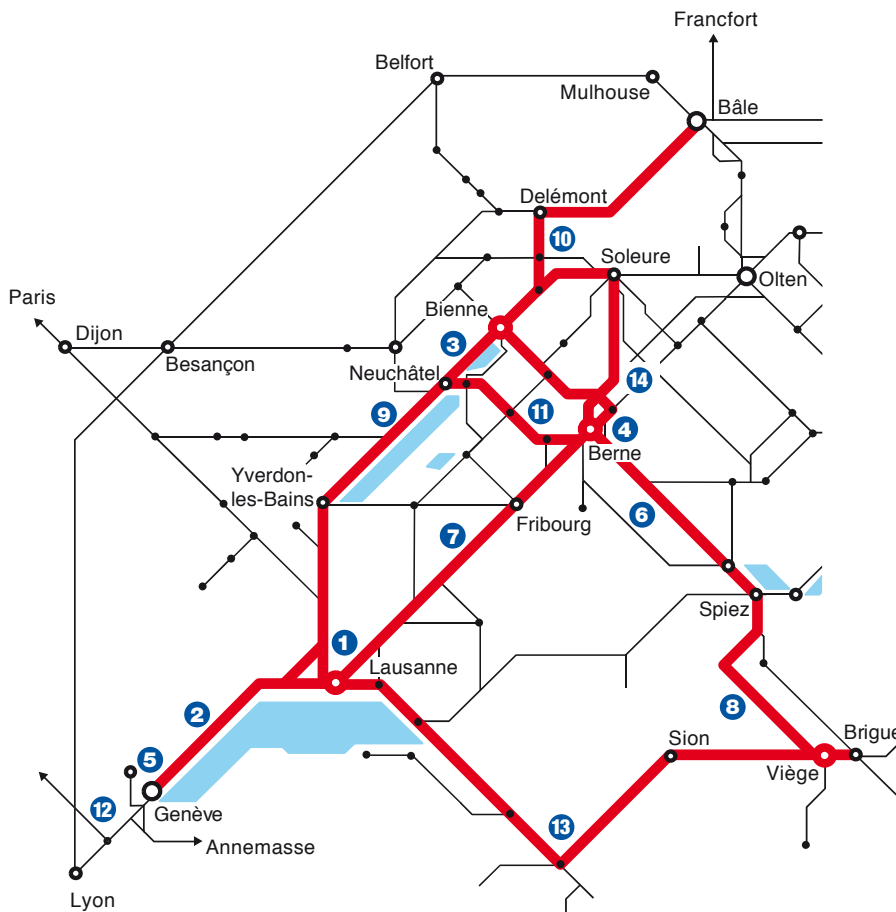 Francfort
Belfort
Mulhouse
Bâle
Delémont
10
Soleure
Olten
Paris
Bienne
Dijon
Besançon
3
Neuchâtel
14
11
9
4
Berne
Yverdon-
les-Bains
6
Fribourg
7
Spiez
1
Lausanne
8
2
Brigue
Sion
5
Viège
12
Genève
13
Annemasse
Lyon